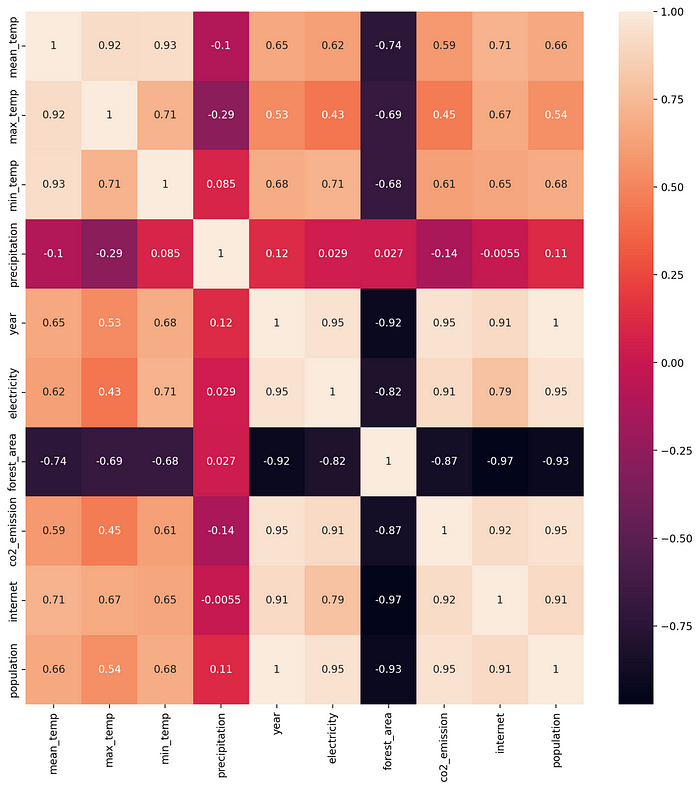 mean_temp 1 0.92 0.93 -0.1 0.65 0.62 -0.74 0.59 0.71 0.66
max_temp 0.92 1 0.71 -0.29 0.53 0.43 -0.69 0.45 0.67 0.54
min_temp 0.93 0.71 1 0.085 0.68 0.71 -0.68 0.61 0.65 0.68
precipitation -0.1 -0.29 0.085 1 0.12 0.029 0.027 -0.14 -0.0055 0.11
year 0.65 0.53 0.68 0.12 1 0.95 -0.92 0.95 0.91 1
electricity 0.62 0.43 0.71 0.029 0.95 1 -0.82 0.91 0.79 0.95
forest_area -0.74 -0.69 -0.68 0.027 -0.92 -0.82 1 -0.87 -0.97 -0.93
co2_emission 0.59 0.45 0.61 -0.14 0.95 0.91 -0.87 1 0.92 0.95
internet 0.71 0.67 0.65 -0.0055 0.91 0.79 -0.97 0.92 1 0.91
population 0.66 0.54 0.68 0.11 1 0.95 -0.93 0.95 0.91 1
mean_temp max_temp min_temp precipitation year electricity forest_area co2_emission internet population
1.00
0.75
0.50
0.25
0.00
−0.25
−0.50
−0.75